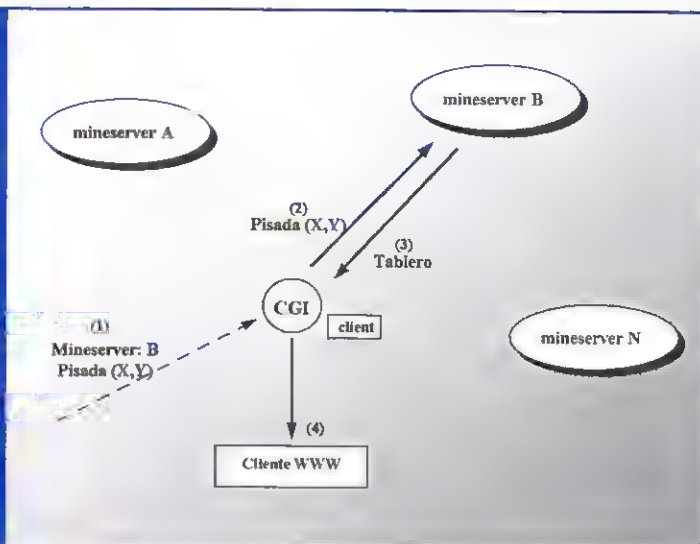 mineserver A
mineserver B
(2)
Pisada (X,Y)
(3)
Tablero
CGI
client
(1)
Mineserver: B
Pisada (X,Y)
mineserver N
(4)
Cliente WWW